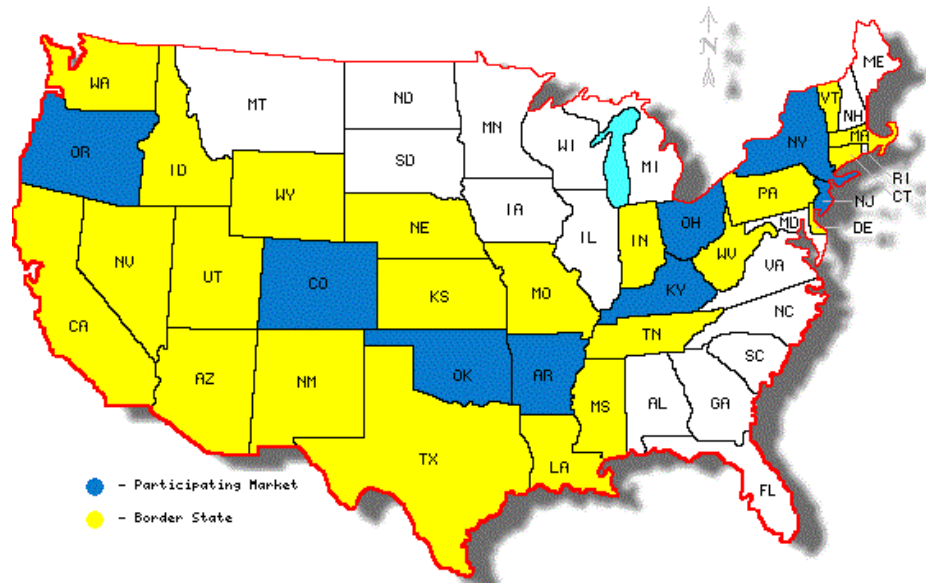 N
ME
WA
MT
ND
MN
VT
NH
OR
ID
SD
WI
MI
NY
MA
RI
CT
WY
IA
PA
NJ
NE
IL
IN
OH
MD
DE
NV
UT
CO
KS
MO
WV
VA
KY
CA
NC
TN
AZ
NM
OK
AR
SC
MS
AL
GA
TX
LA
FL
- Participating Market
- Border State